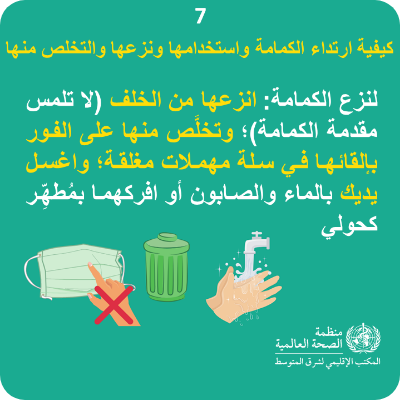 7
كيفية ارتداء الكمامة واستخدامها ونزعها والتخلص منها
لنزع الكمامة: انزعها من الخلف (لا تلمس
مقدمة الكمامة)؛ وتخلَّص منها على الفور
بإلقائها في سلة مهملات مغلقة؛ واغسل
يديك بالماء والصابون أو افركهما بمُطهِّر
كحولي
منظمة
الصحة العالمية
المكتب الإقليمي لشرق المتوسط